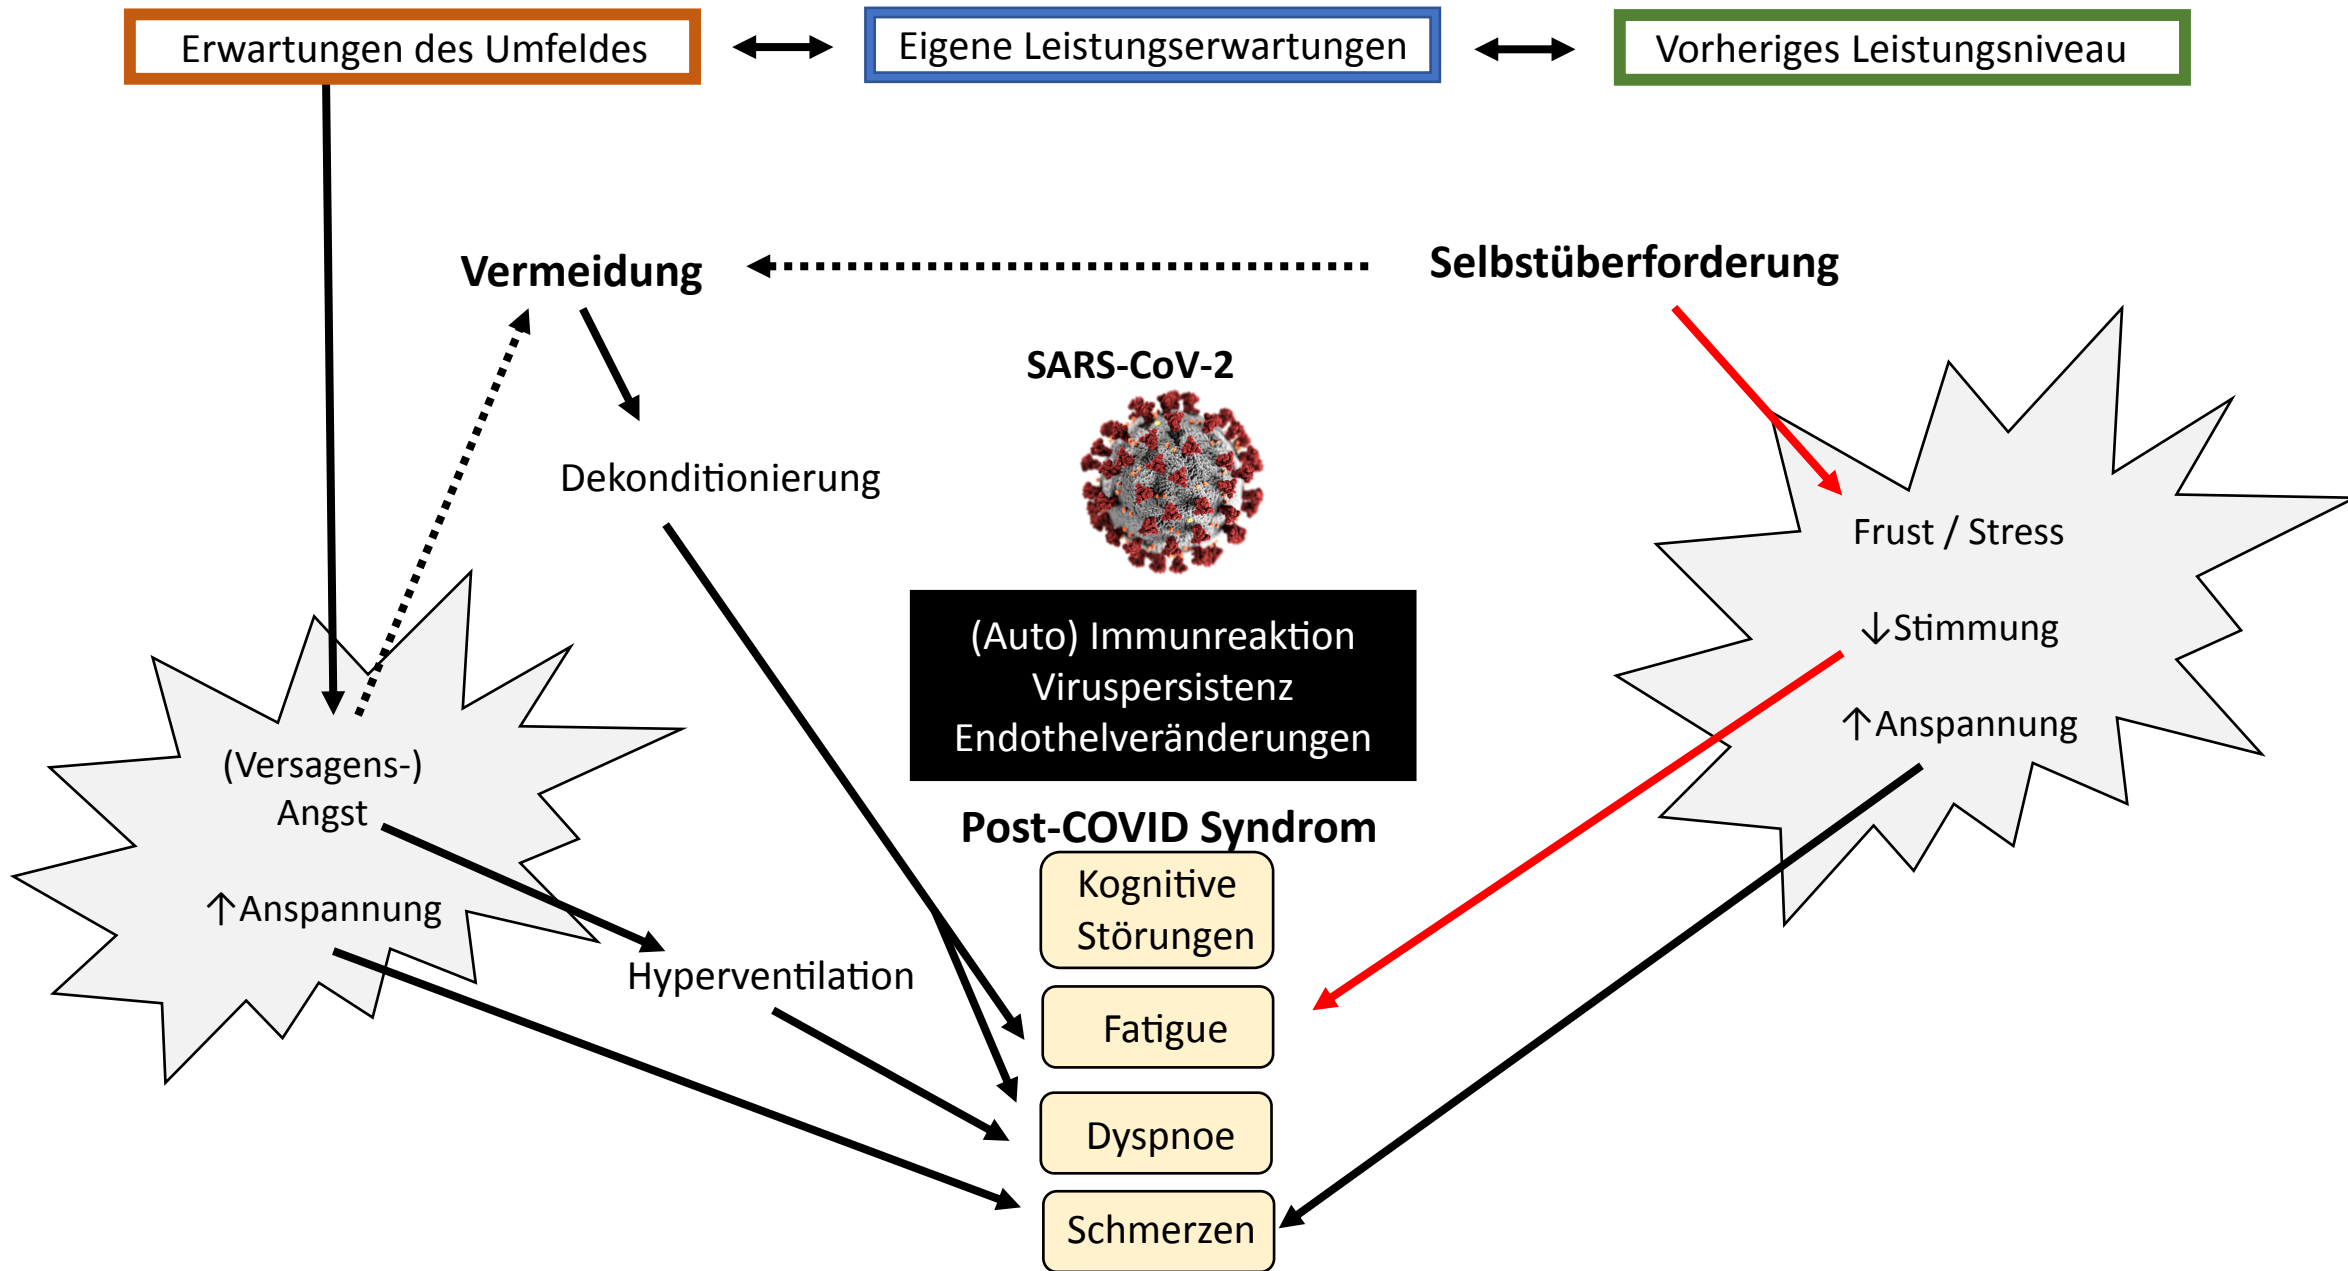 Erwartungen des Umfeldes
Eigene Leistungserwartungen
Vorheriges Leistungsniveau
Vermeidung
Selbstüberforderung
SARS-CoV-2
Dekonditionierung
Frust / Stress
↓Stimmung
↑Anspannung
(Auto) Immunreaktion
Viruspersistenz
Endothelveränderungen
(Versagens-)
Angst
↑Anspannung
Hyperventilation
Post-COVID Syndrom
Kognitive
Störungen
Fatigue
Dyspnoe
Schmerzen